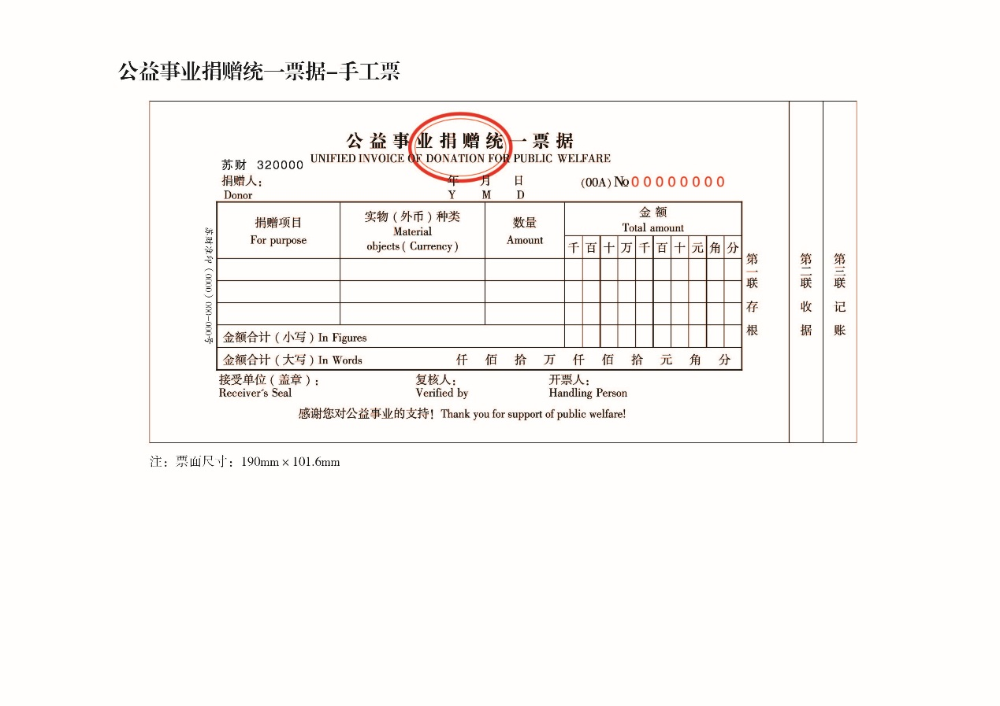 公益事业捐赠统一票据-手工票
公益事业捐赠统一票据
UNIFIED INVOICE OF DONATION FOR PUBLIC WELFARE
苏财 320000
捐赠人：
年 月 日
(00A) № 00000000
Donor
Y M D
捐赠项目
For purpose
实物（外币）种类
Material
objects ( Currency )
数量
Amount
金 额
Total amount
千 百 十 万 千 百 十 元 角 分
金额合计（小写）In Figures
金额合计（大写）In Words 仟 佰 拾 万 仟 佰 拾 元 角 分
接受单位（盖章）：
Receiver's Seal
复核人：
Verified by
开票人：
Handling Person
感谢您对公益事业的支持！Thank you for support of public welfare!
苏财准印（0000）000-000号
第一联 存根
第二联 收据
第三联 记账
注：票面尺寸：190mm × 101.6mm